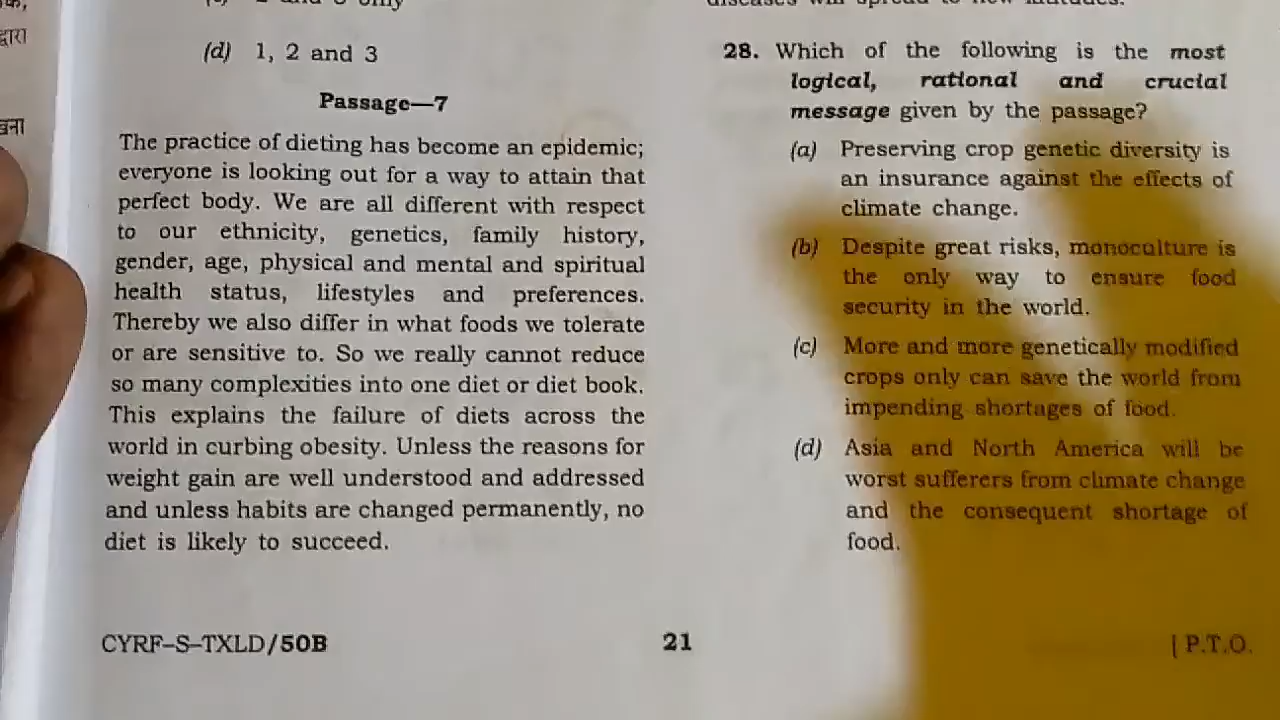 द्वारा
(d) 1, 2 and 3
Passage—7
The practice of dieting has become an epidemic;
everyone is looking out for a way to attain that
perfect body. We are all different with respect
to our ethnicity, genetics, family history,
gender, age, physical and mental and spiritual
health status, lifestyles and preferences.
Thereby we also differ in what foods we tolerate
or are sensitive to. So we really cannot reduce
so many complexities into one diet or diet book.
This explains the failure of diets across the
world in curbing obesity. Unless the reasons for
weight gain are well understood and addressed
and unless habits are changed permanently, no
diet is likely to succeed.
28. Which of the following is the most
logical, rational and crucial
message given by the passage?
(a) Preserving crop genetic diversity is
an insurance against the effects of
climate change.
(b) Despite great risks, monoculture is
the only way to ensure food
security in the world.
(c) More and more genetically modified
crops only can save the world from
impending shortages of food.
(d) Asia and North America will be
worst sufferers from climate change
and the consequent shortage of
food.
CYRF–S–TXLD/50B
21
[ P.T.O.